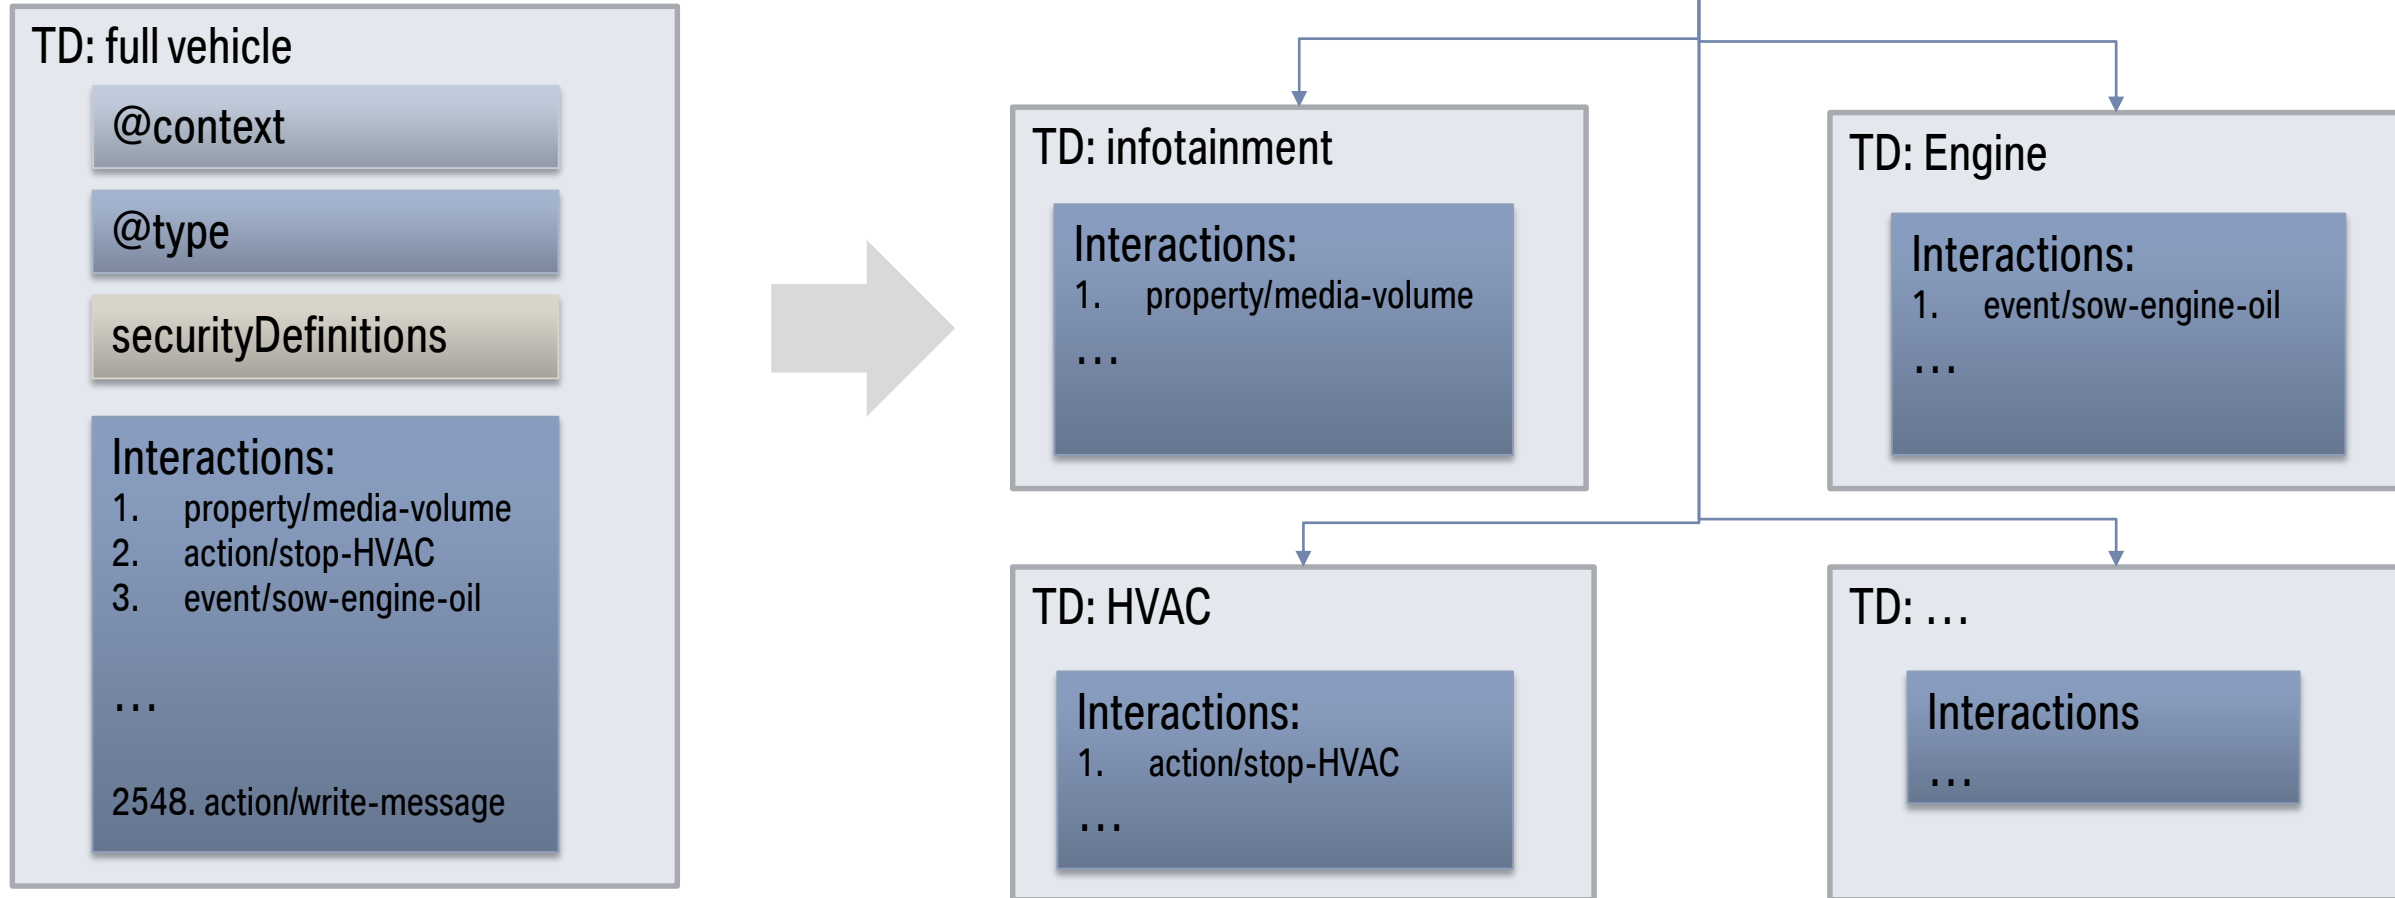 TD: full vehicle
@context
@type
securityDefinitions
Interactions:
1. property/media-volume
2. action/stop-HVAC
3. event/sow-engine-oil
...
2548. action/write-message
TD: infotainment
Interactions:
1. property/media-volume
...
TD: Engine
Interactions:
1. event/sow-engine-oil
...
TD: HVAC
Interactions:
1. action/stop-HVAC
...
TD: ...
Interactions
...